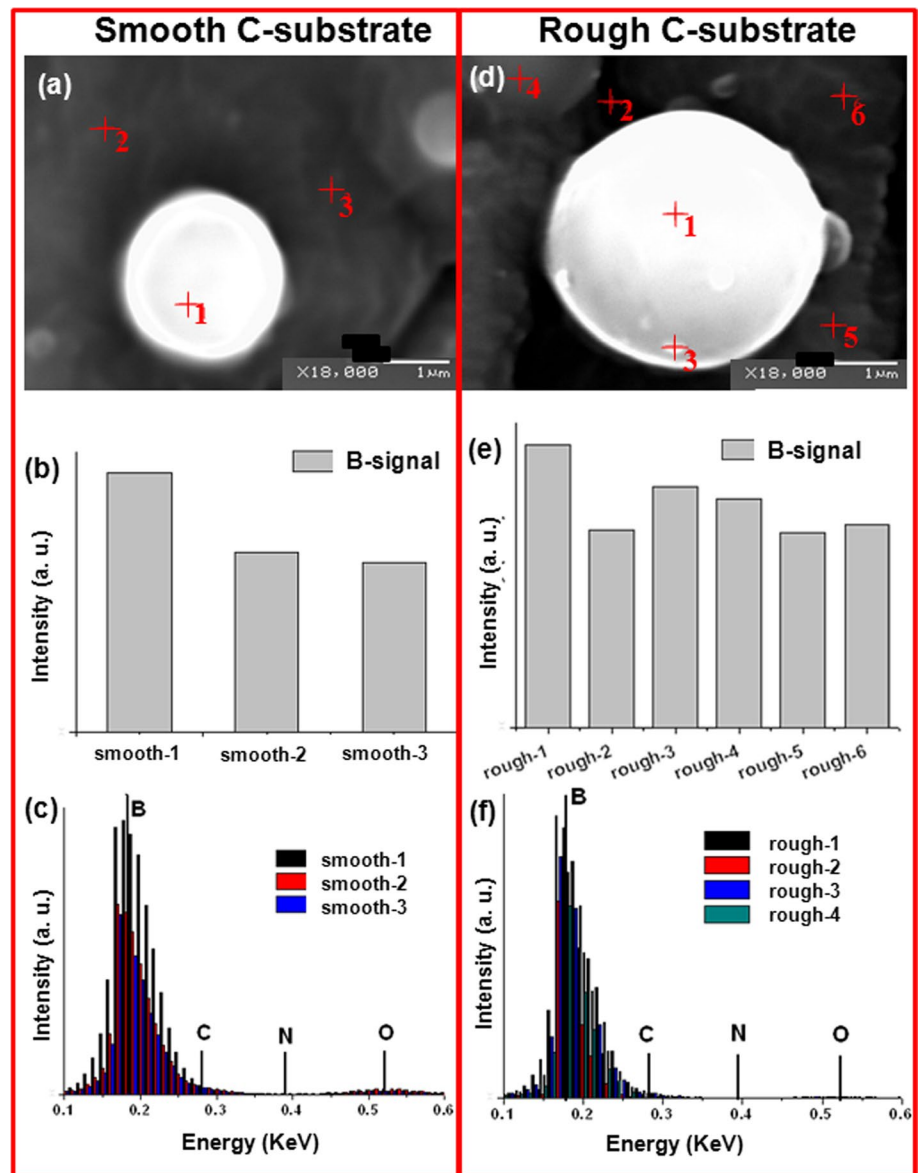 Smooth C-substrate
Rough C-substrate
(a)
2
3
1
X18,000 1μm
(d)
4
2
6
1
5
3
X18,000 1μm
(b)
B-signal
Intensity (a. u.)
smooth-1 smooth-2 smooth-3
(e)
B-signal
Intensity (a. u.)
rough-1 rough-2 rough-3 rough-4 rough-5 rough-6
(c)
B
smooth-1
smooth-2
smooth-3
Intensity (a. u.)
C N O
0.1 0.2 0.3 0.4 0.5 0.6
Energy (KeV)
(f)
B
rough-1
rough-2
rough-3
rough-4
Intensity (a. u.)
C N O
0.1 0.2 0.3 0.4 0.5 0.6
Energy (KeV)